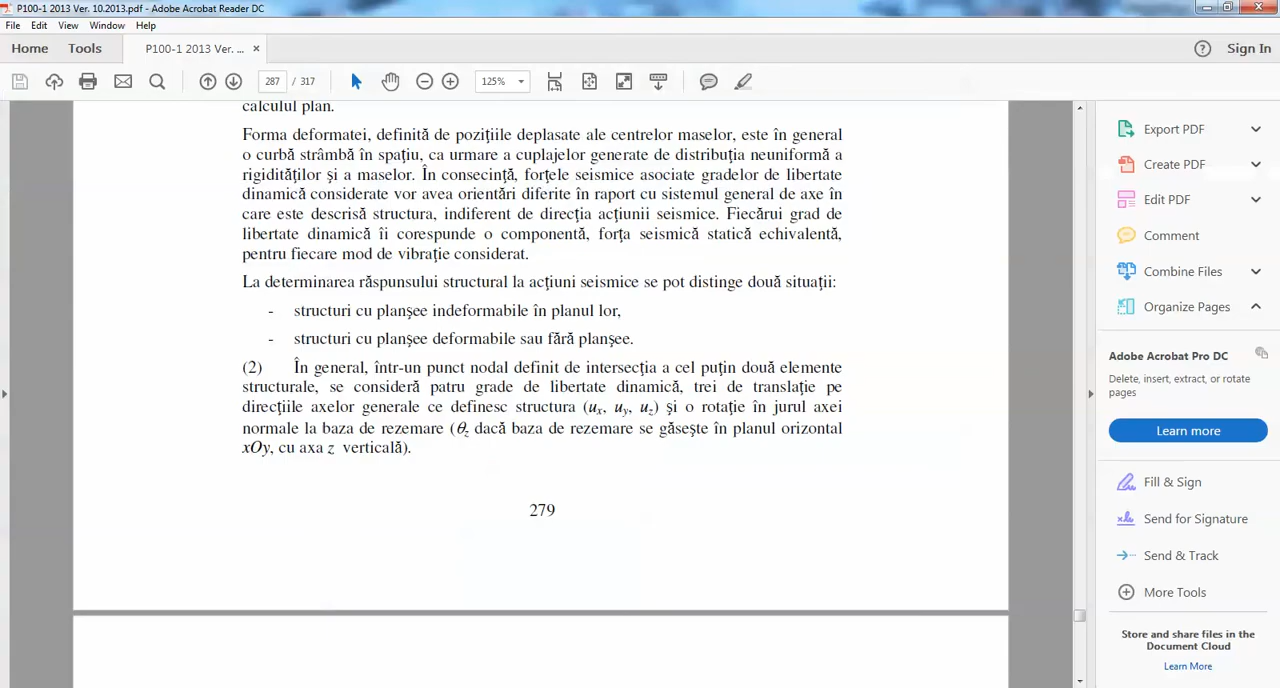 P100-1 2013 Ver. 10.2013.pdf - Adobe Acrobat Reader DC
File Edit View Window Help
Home Tools P100-1 2013 Ver. ... × Sign In
287 / 317 125%
calculul plan.
Forma deformatei, definită de poziţiile deplasate ale centrelor maselor, este în general
o curbă strâmbă în spaţiu, ca urmare a cuplajelor generate de distribuţia neuniformă a
rigidităţilor şi a maselor. În consecinţă, forţele seismice asociate gradelor de libertate
dinamică considerate vor avea orientări diferite în raport cu sistemul general de axe în
care este descrisă structura, indiferent de direcţia acţiunii seismice. Fiecărui grad de
libertate dinamică îi corespunde o componentă, forţa seismică statică echivalentă,
pentru fiecare mod de vibraţie considerat.
La determinarea răspunsului structural la acţiuni seismice se pot distinge două situaţii:
- structuri cu planşee indeformabile în planul lor,
- structuri cu planşee deformabile sau fără planşee.
(2) În general, într-un punct nodal definit de intersecţia a cel puţin două elemente
structurale, se consideră patru grade de libertate dinamică, trei de translaţie pe
direcţiile axelor generale ce definesc structura (ux, uy, uz) şi o rotaţie în jurul axei
normale la baza de rezemare (θz dacă baza de rezemare se găseşte în planul orizontal
xOy, cu axa z verticală).
279
Export PDF
Create PDF
Edit PDF
Comment
Combine Files
Organize Pages
Adobe Acrobat Pro DC
Delete, insert, extract, or rotate
pages
Learn more
Fill & Sign
Send for Signature
Send & Track
More Tools
Store and share files in the
Document Cloud
Learn More